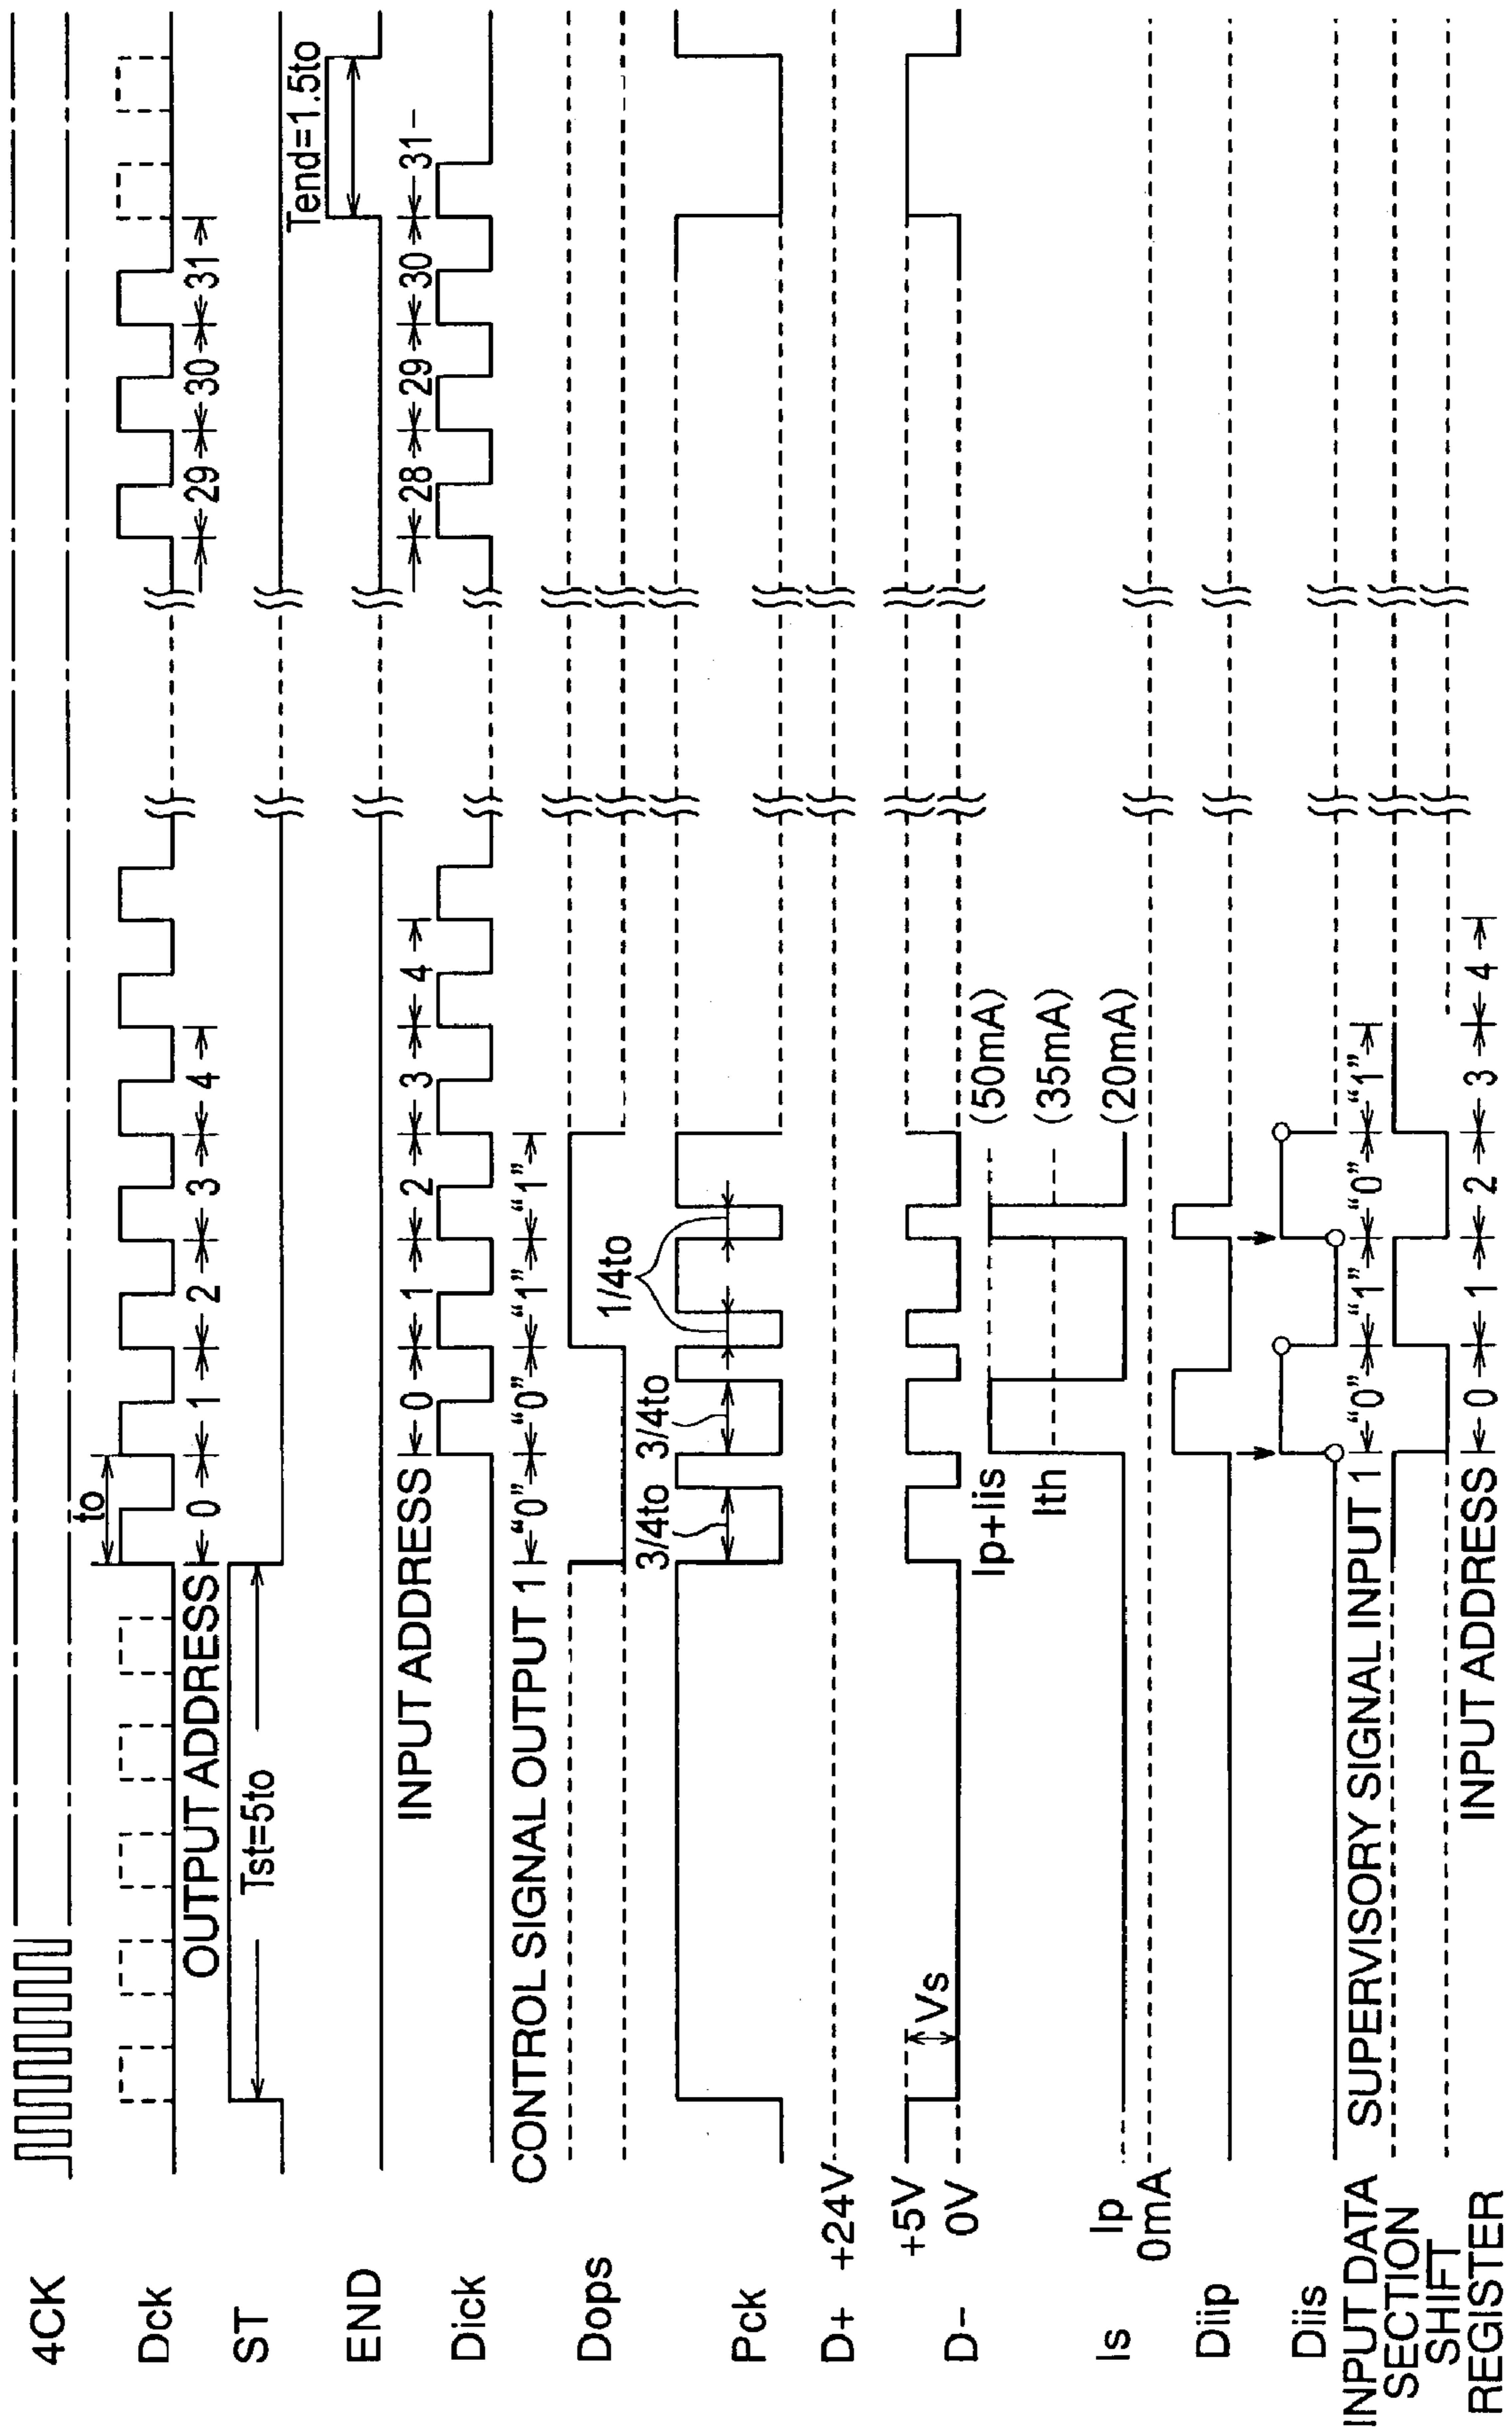 4CK
Dck
to
OUTPUT ADDRESS 0 1 2 3 4 29 30 31
ST
Tst=5to
END
Tend=1.5to
INPUT ADDRESS 0 1 2 3 4 28 29 30 31
Dick
CONTROL SIGNAL OUTPUT 1 "0" "0" "1" "1"
Dops
3/4to 3/4to 1/4to
Pck
D+ +24V
+5V
D- 0V
Vs
Ip+Iis (50mA)
Ith (35mA)
(20mA)
Is
Ip
0mA
Diip
Diis
SUPERVISORY SIGNAL INPUT 1 "0" "1" "0" "1"
INPUT DATA
SECTION
SHIFT
REGISTER
INPUT ADDRESS 0 1 2 3 4